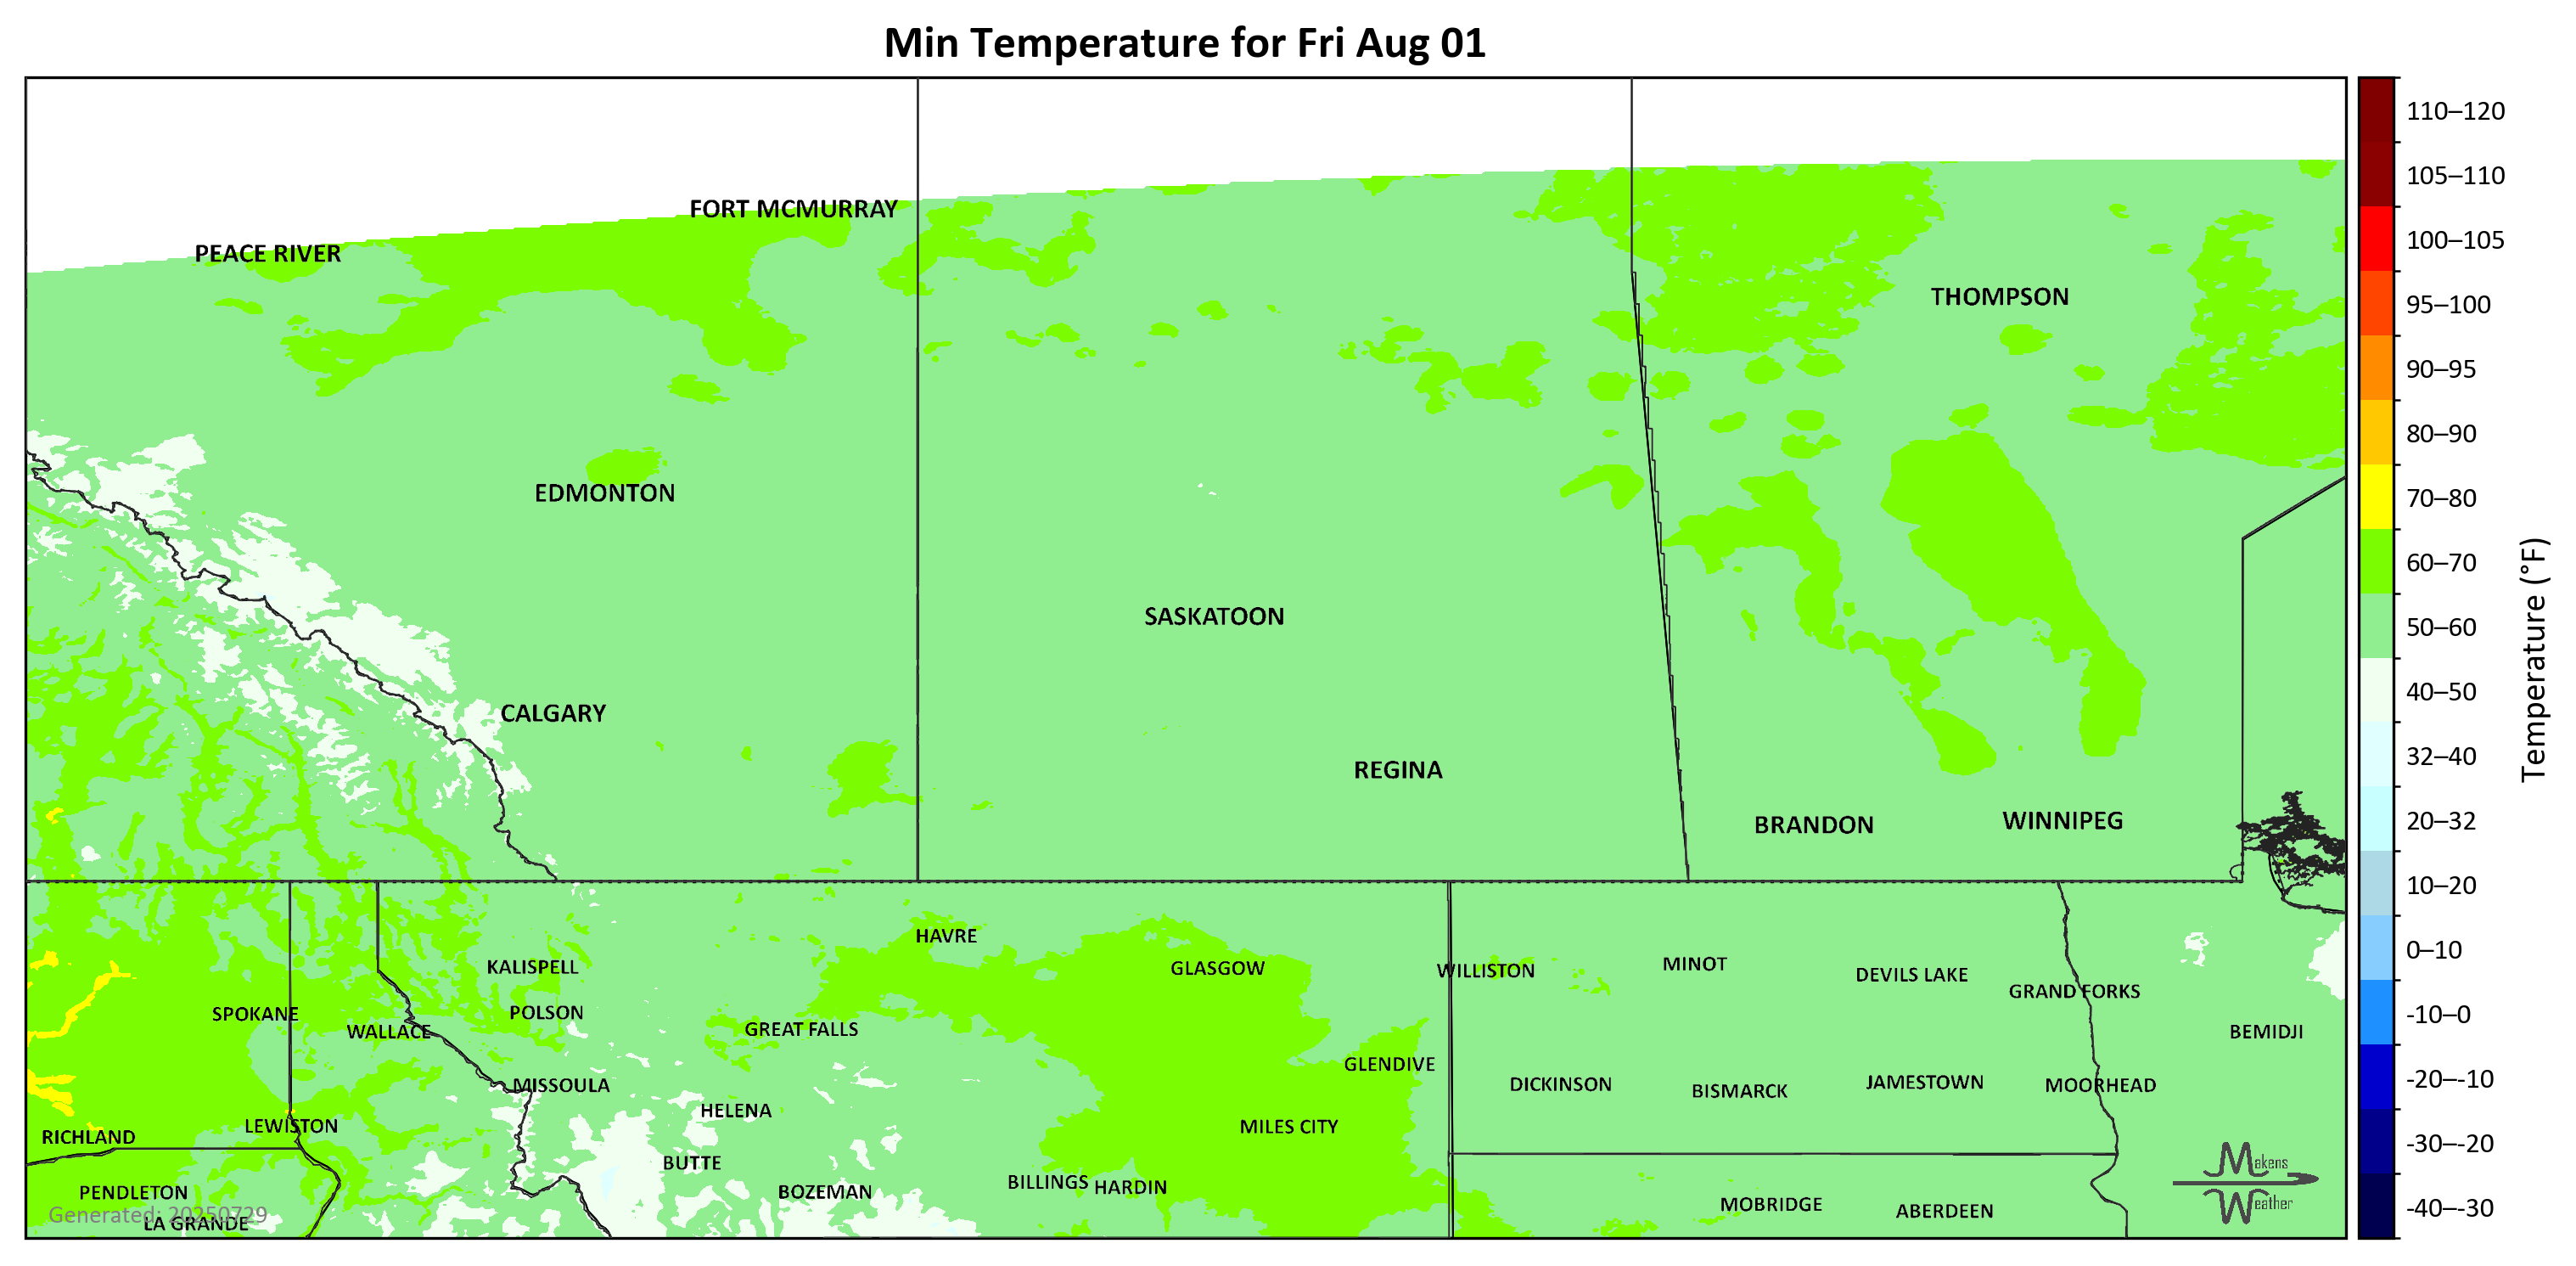 Min Temperature for Fri Aug 01
110–120
105–110
FORT MCMURRAY
100–105
PEACE RIVER
THOMPSON
95–100
90–95
80–90
EDMONTON
70–80
60–70
SASKATOON
50–60
Temperature (°F)
40–50
CALGARY
32–40
REGINA
BRANDON
WINNIPEG
20–32
10–20
HAVRE
0–10
KALISPELL
GLASGOW
WILLISTON
MINOT
DEVILS LAKE
GRAND FORKS
SPOKANE
POLSON
-10–0
WALLACE
GREAT FALLS
BEMIDJI
GLENDIVE
-20–-10
MISSOULA
DICKINSON
BISMARCK
JAMESTOWN
MOORHEAD
HELENA
LEWISTON
MILES CITY
RICHLAND
-30–-20
BUTTE
Makens
Weather
PENDLETON
BOZEMAN
BILLINGS
HARDIN
MOBRIDGE
ABERDEEN
-40–-30
Generated: 20250729
LA GRANDE